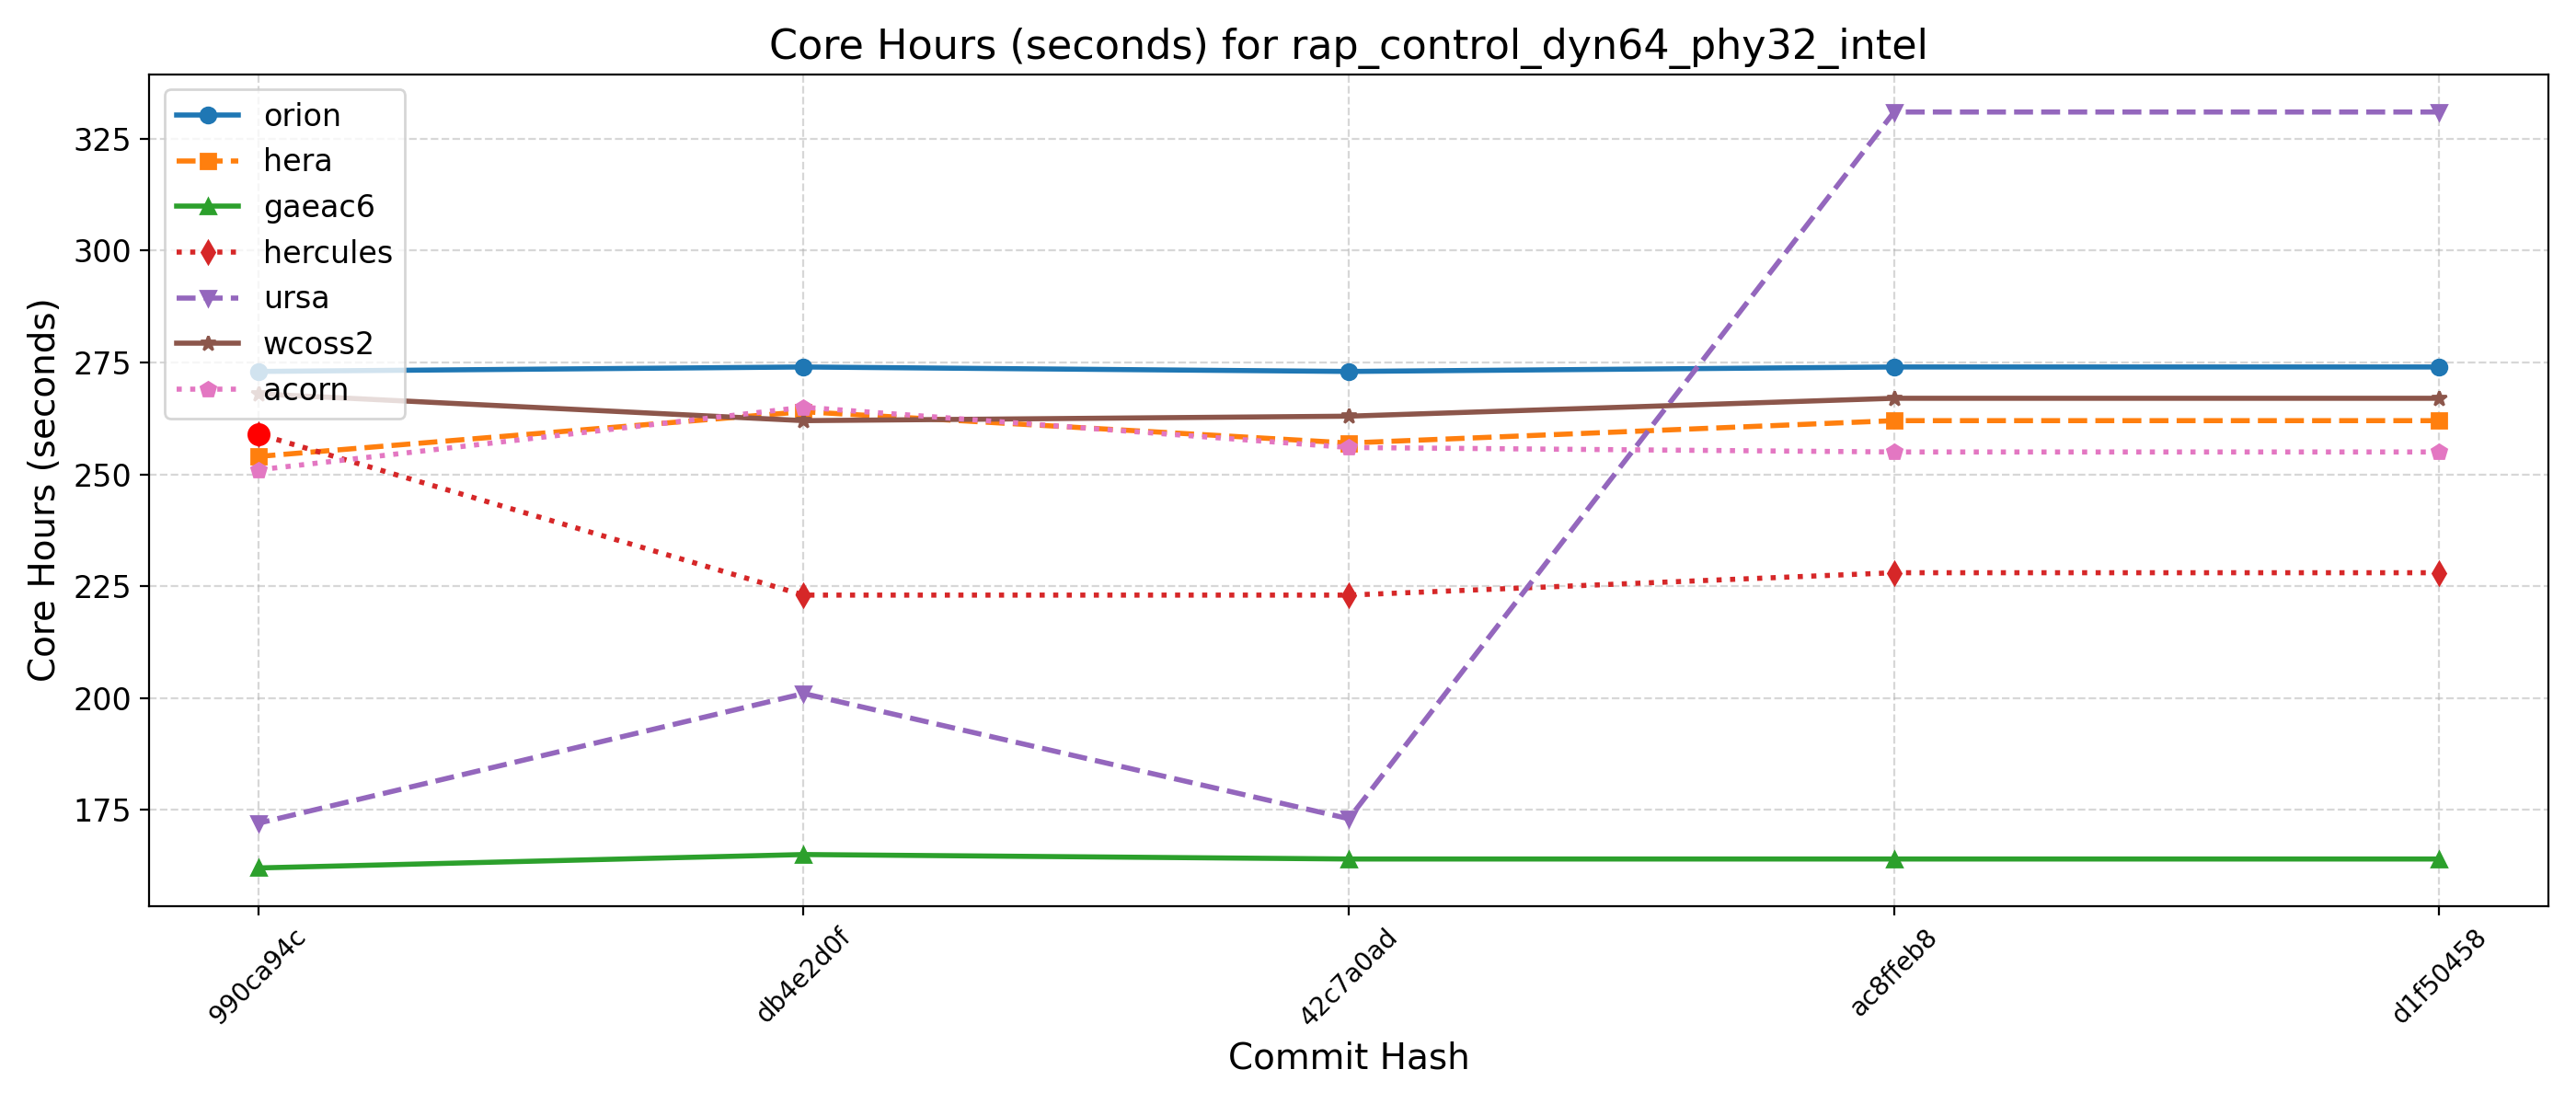 Core Hours (seconds) for rap_control_dyn64_phy32_intel
orion
hera
gaeac6
hercules
ursa
wcoss2
acorn
325
300
275
250
225
200
175
Core Hours (seconds)
990ca94c
db4e2d0f
42c7a0ad
ac8ffeb8
d1f50458
Commit Hash